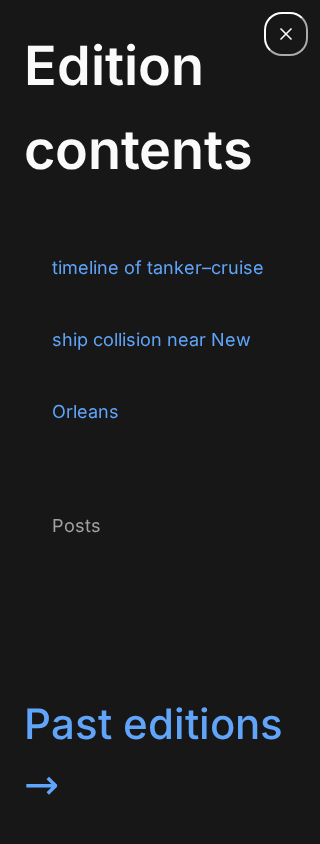 Edition
contents
timeline of tanker–cruise
ship collision near New
Orleans
Posts
Past editions
→